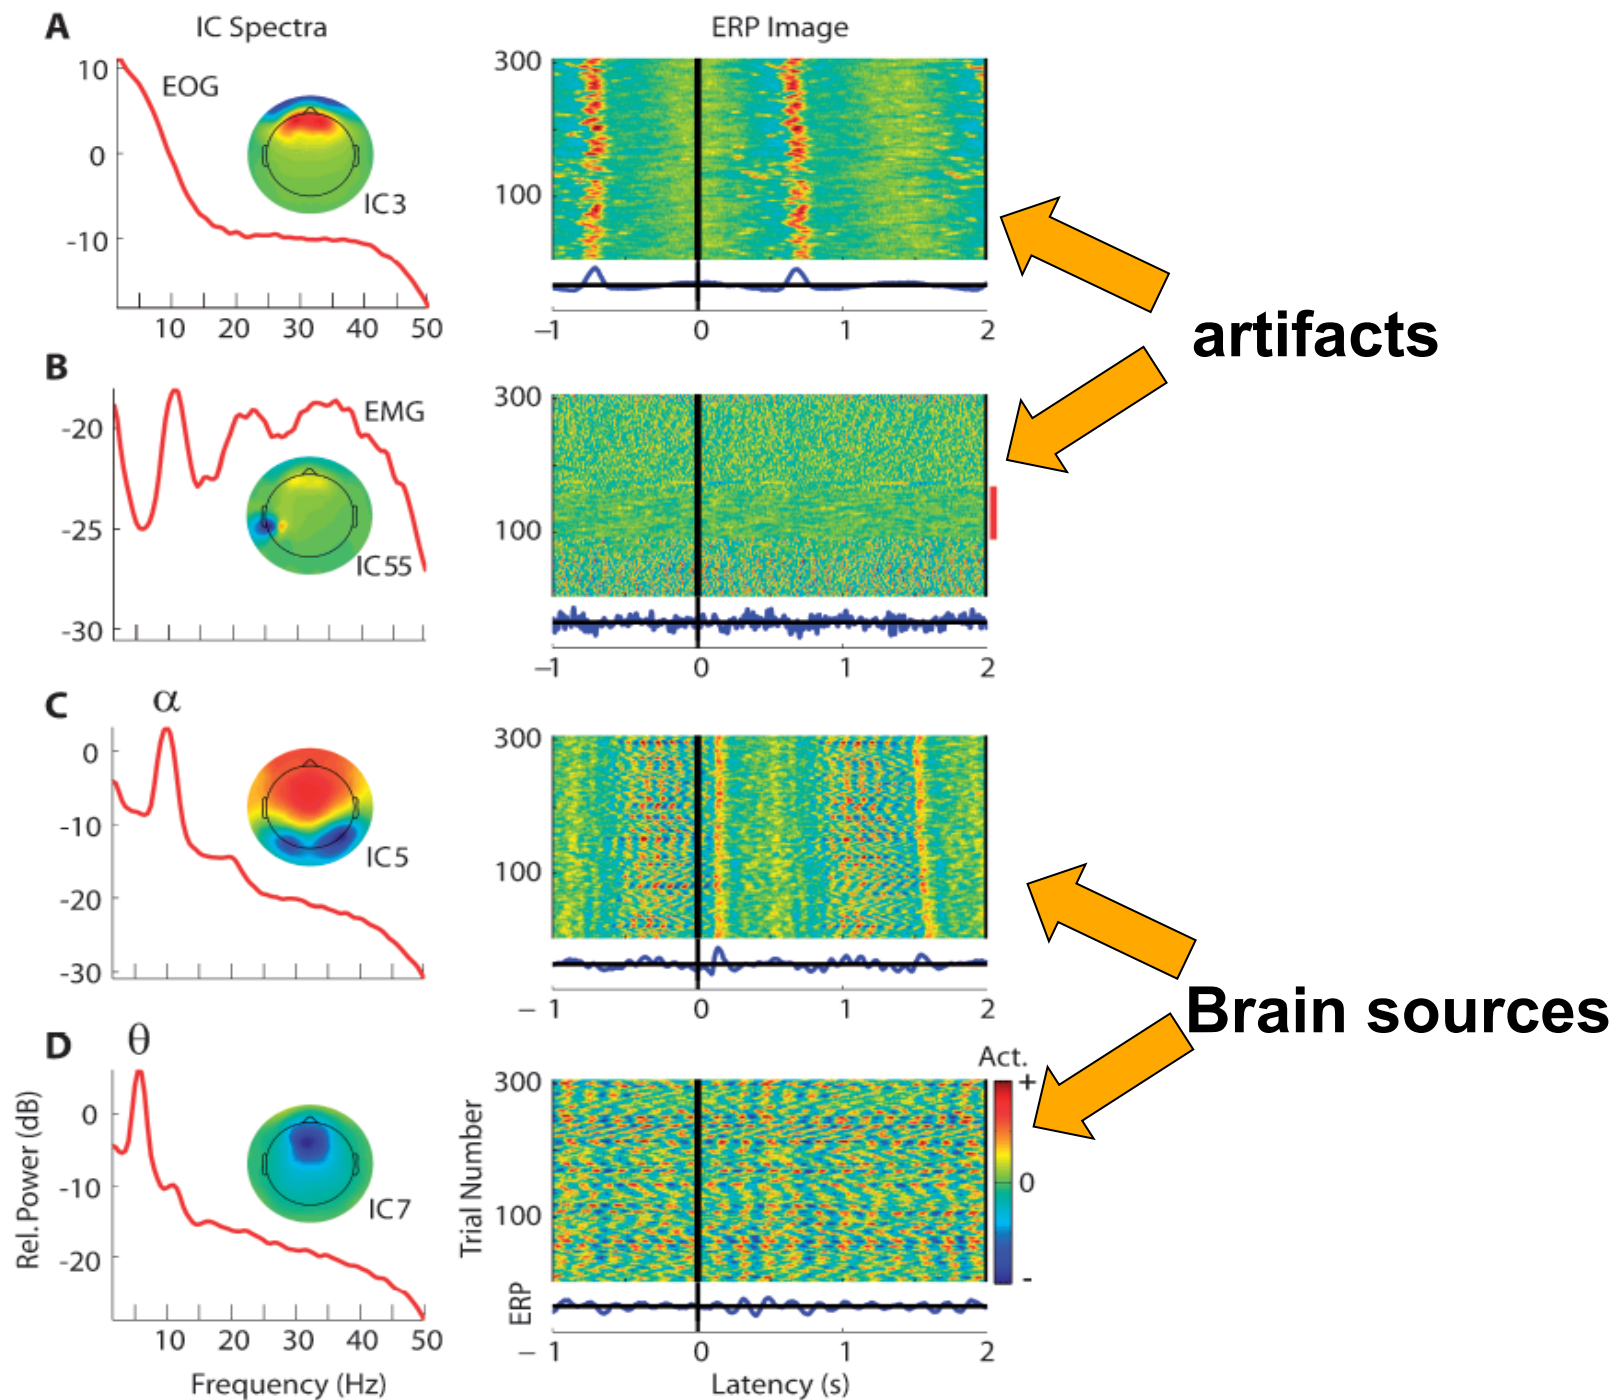 A
IC Spectra
ERP Image
10
0
-10
EOG
IC3
10 20 30 40 50
300
100
−1 0 1 2
artifacts
B
-20
-25
-30
EMG
IC55
300
100
−1 0 1 2
C
α
0
-10
-20
-30
IC5
300
100
− 1 0 1 2
Brain sources
D
θ
Rel. Power (dB)
0
-10
-20
IC7
10 20 30 40 50
Frequency (Hz)
Trial Number
300
100
ERP
− 1 0 1 2
Latency (s)
Act.
+
0
-